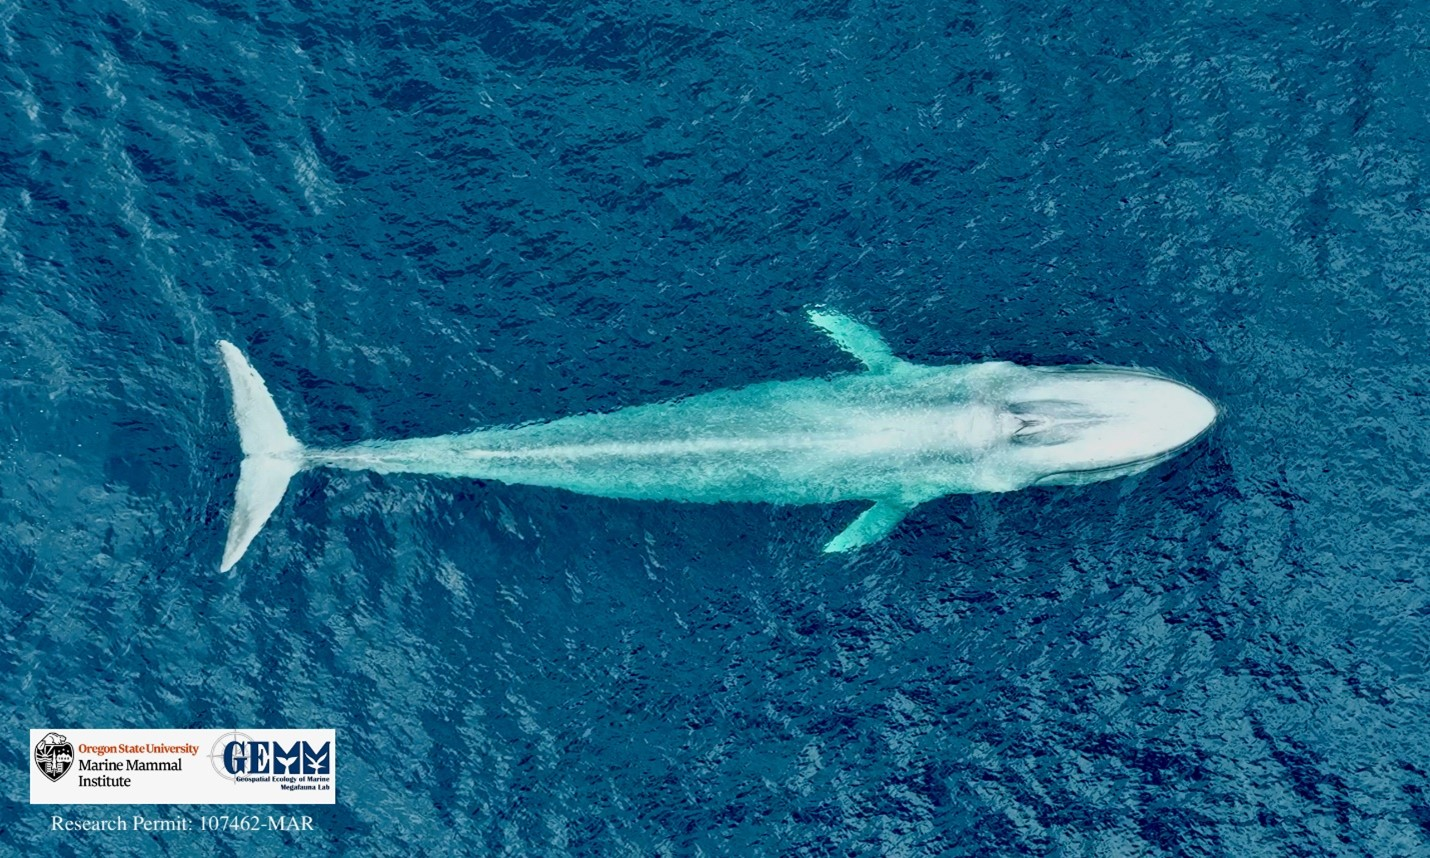 Oregon State University
Marine Mammal
Institute
GEMM
Geospatial Ecology of Marine
Megafauna Lab
Research Permit: 107462-MAR